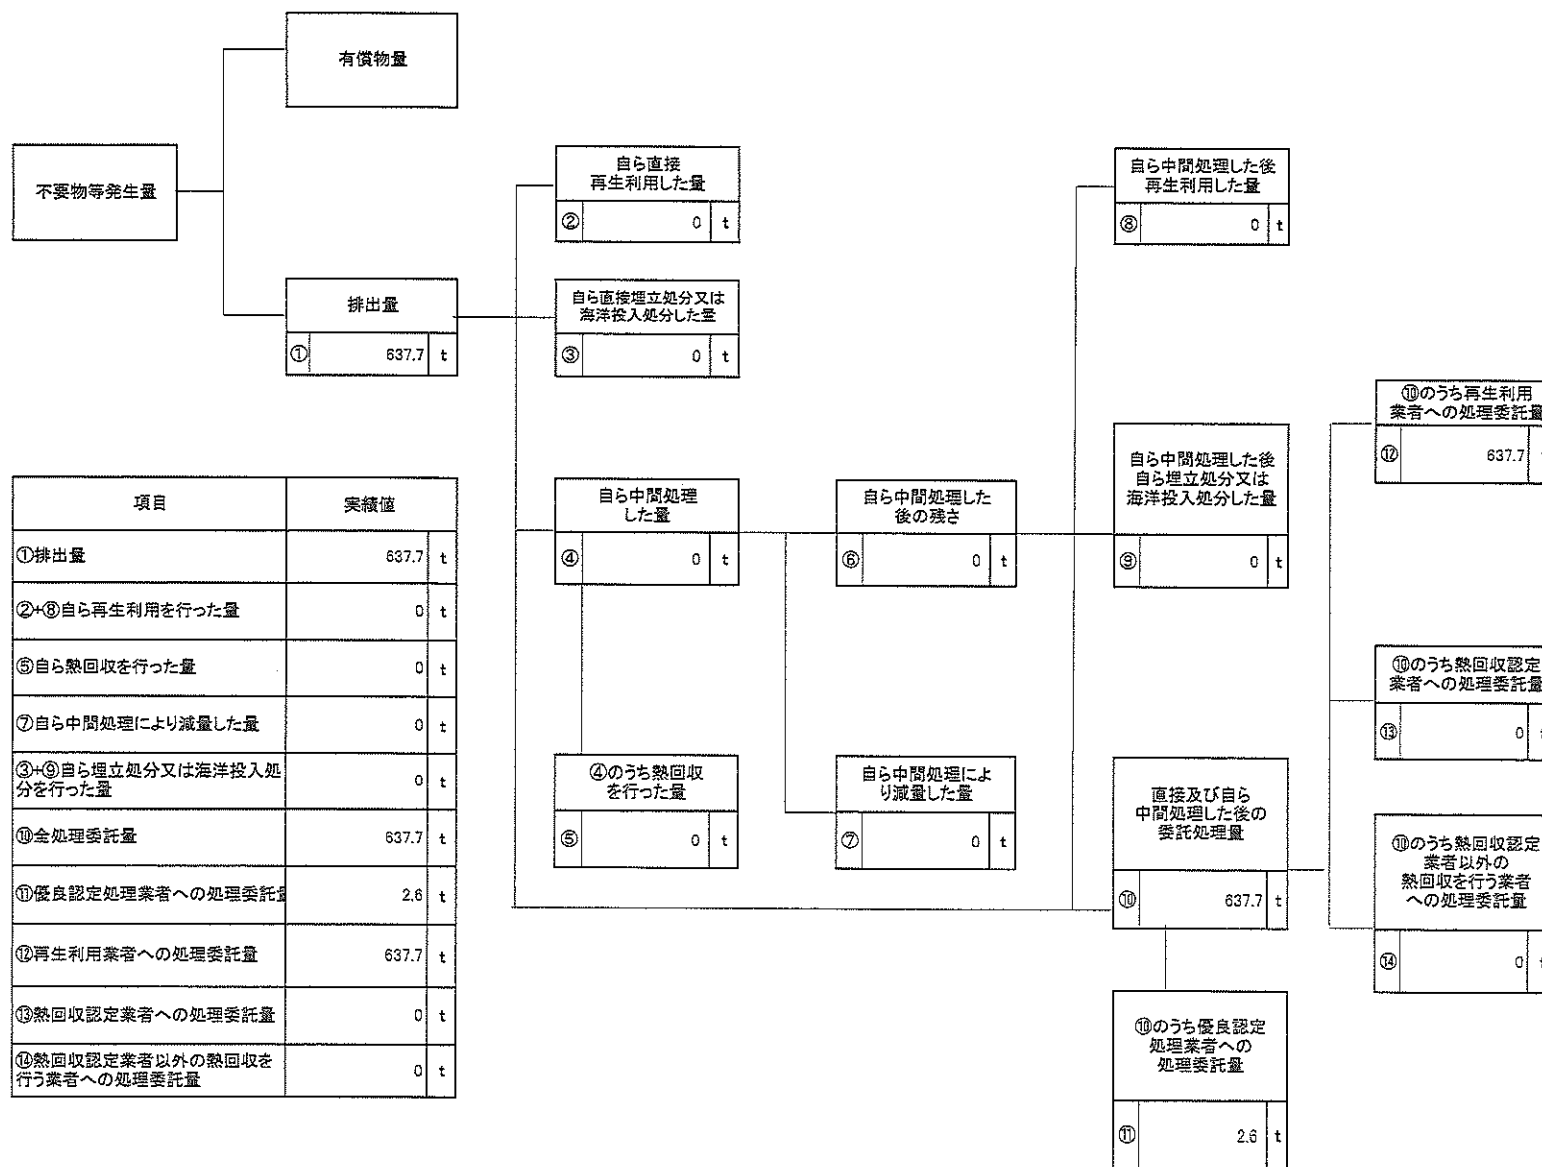 有償物量
不要物等発生量
排出量
① 637.7 t
自ら直接
再生利用した量
② 0 t
自ら直接埋立処分又は
海洋投入処分した量
③ 0 t
自ら中間処理
した量
④ 0 t
④のうち熱回収
を行った量
⑤ 0 t
自ら中間処理した
後の残さ
⑥ 0 t
自ら中間処理によ
り減量した量
⑦ 0 t
自ら中間処理した後
再生利用した量
⑧ 0 t
自ら中間処理した後
自ら埋立処分又は
海洋投入処分した量
⑨ 0 t
直接及び自ら
中間処理した後の
委託処理量
⑩ 637.7 t
⑩のうち優良認定
処理業者への
処理委託量
⑪ 2.6 t
⑩のうち再生利用
業者への処理委託量
⑫ 637.7 t
⑩のうち熱回収認定
業者への処理委託量
⑬ 0 t
⑩のうち熱回収認定
業者以外の
熱回収を行う業者
への処理委託量
⑭ 0 t
項目 実績値
①排出量 637.7 t
②+⑧自ら再生利用を行った量 0 t
⑤自ら熱回収を行った量 0 t
⑦自ら中間処理により減量した量 0 t
③+⑨自ら埋立処分又は海洋投入処
分を行った量 0 t
⑩全処理委託量 637.7 t
⑪優良認定処理業者への処理委託量 2.6 t
⑫再生利用業者への処理委託量 637.7 t
⑬熱回収認定業者への処理委託量 0 t
⑭熱回収認定業者以外の熱回収を
行う業者への処理委託量 0 t